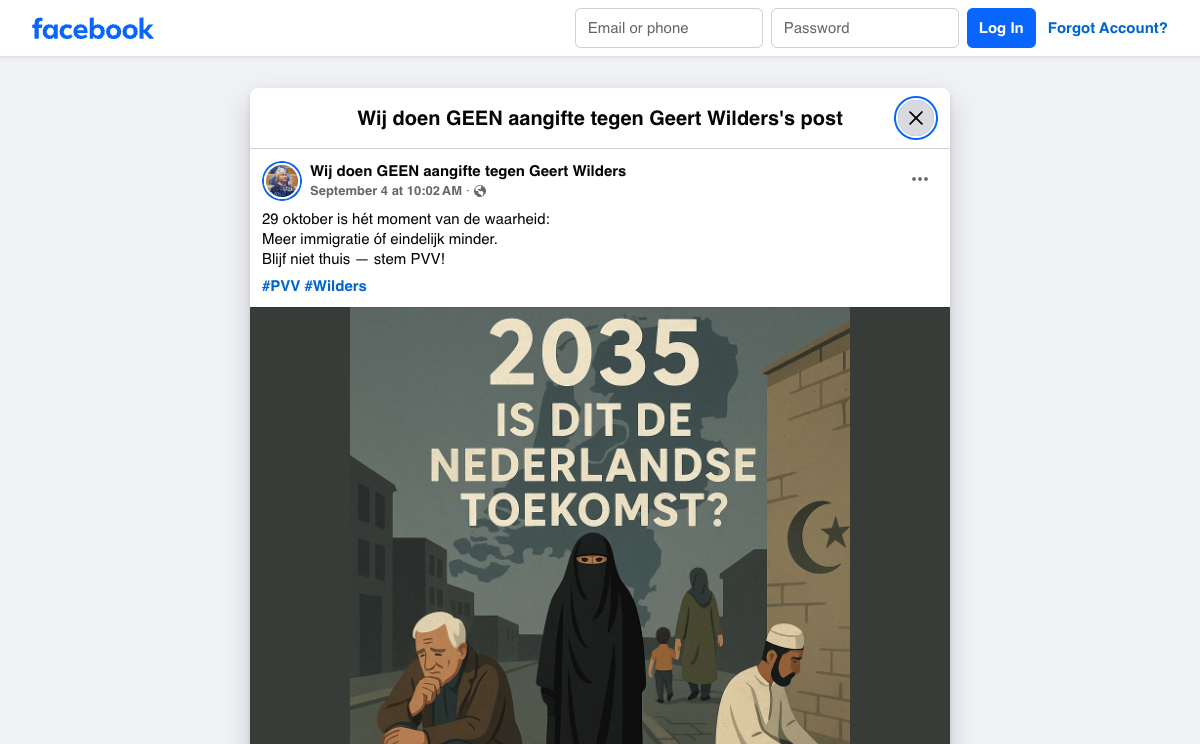 facebook
Email or phone
Password
Log In
Forgot Account?
Wij doen GEEN aangifte tegen Geert Wilders's post
Wij doen GEEN aangifte tegen Geert Wilders
September 4 at 10:02 AM ·
29 oktober is hét moment van de waarheid:
Meer immigratie óf eindelijk minder.
Blijf niet thuis — stem PVV!
#PVV #Wilders
2035
IS DIT DE
NEDERLANDSE
TOEKOMST?